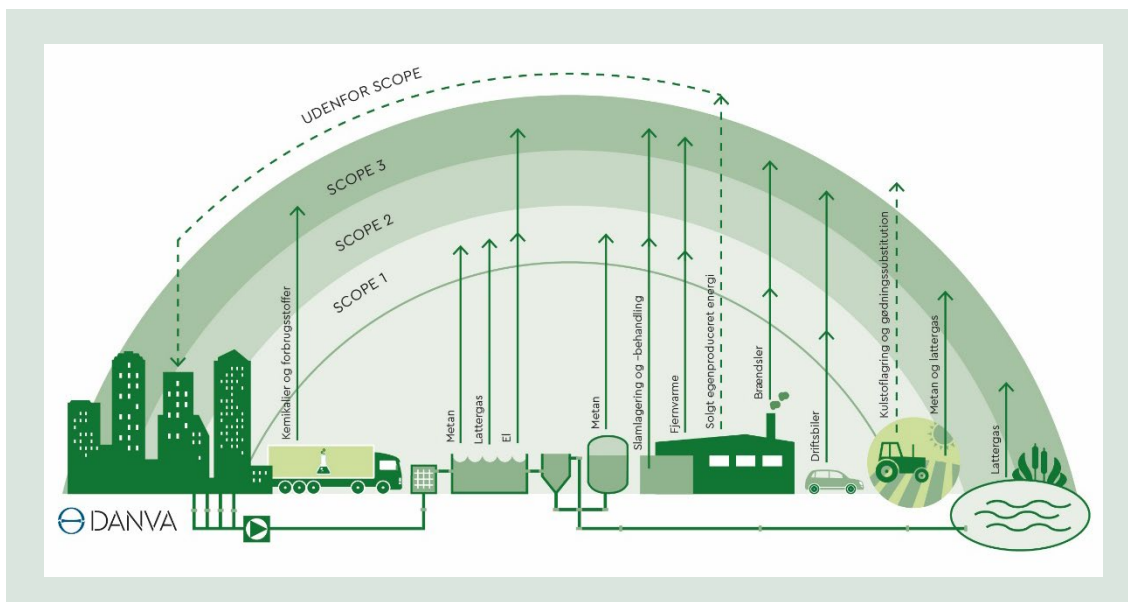 UDENFOR SCOPE
SCOPE 3
SCOPE 2
SCOPE 1
Kemikalier og forbrugsstoffer
Metan
Lattergas
El
Metan
Slamlagering og -behandling
Fjernvarme
Solgt egenproduceret energi
Brændsler
Driftsbiler
Kulstoflagring og gødningssubstitution
Metan og lattergas
Lattergas
DANVA